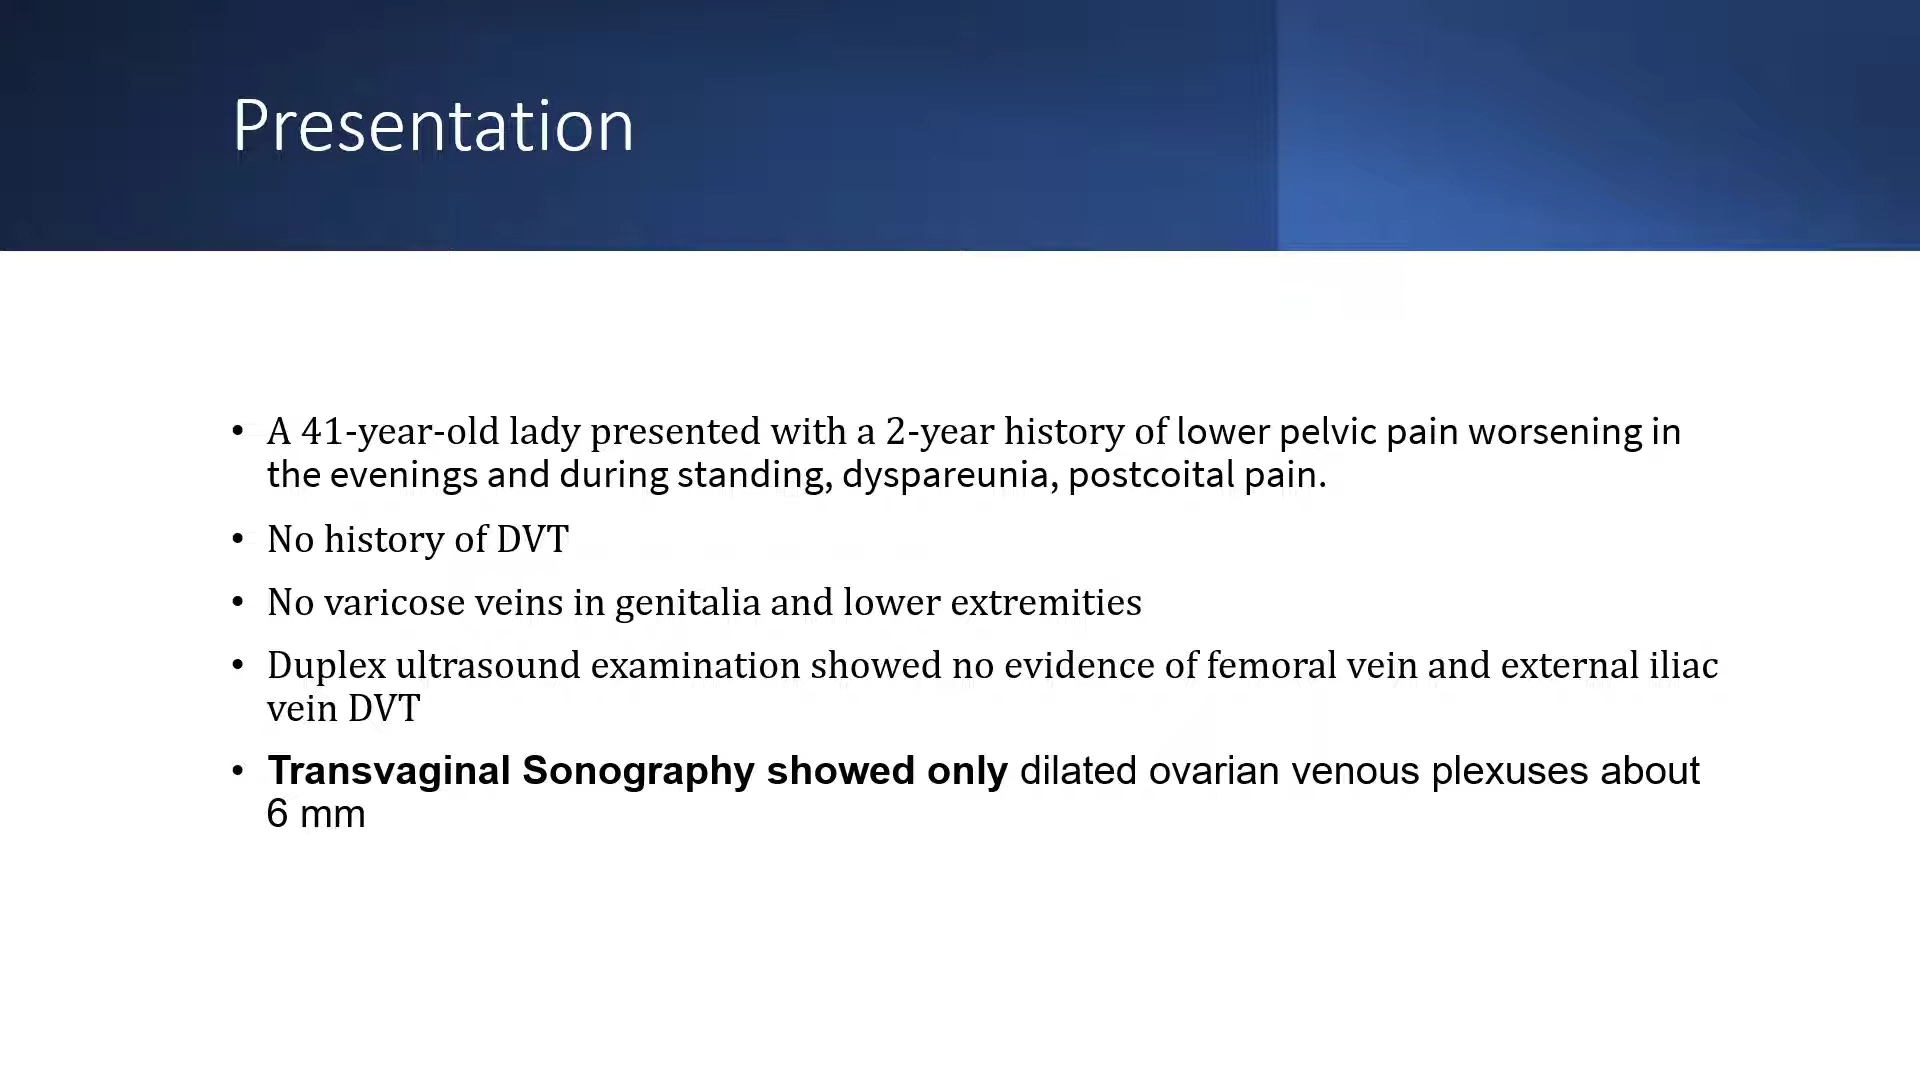 Presentation
• A 41-year-old lady presented with a 2-year history of lower pelvic pain worsening in
the evenings and during standing, dyspareunia, postcoital pain.
• No history of DVT
• No varicose veins in genitalia and lower extremities
• Duplex ultrasound examination showed no evidence of femoral vein and external iliac
vein DVT
• Transvaginal Sonography showed only dilated ovarian venous plexuses about
6 mm